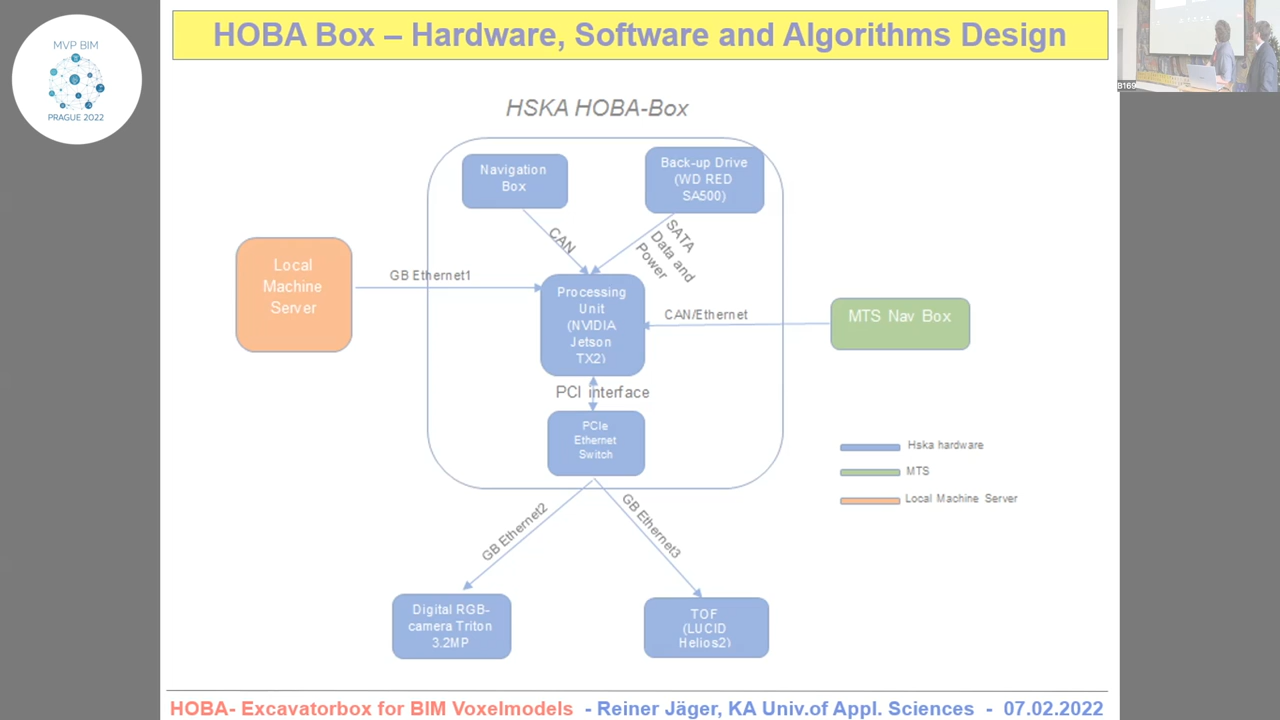 HOBA Box – Hardware, Software and Algorithms Design
MVP BIM
PRAGUE 2022
B169
HSKA HOBA-Box
Navigation
Box
Back-up Drive
(WD RED
SA500)
CAN
SATA
Data and
Power
Local
Machine
Server
GB Ethernet1
Processing
Unit
(NVIDIA
Jetson
TX2)
CAN/Ethernet
MTS Nav Box
PCI interface
PCIe
Ethernet
Switch
Hska hardware
MTS
Local Machine Server
GB Ethernet2
GB Ethernet3
Digital RGB-
camera Triton
3.2MP
TOF
(LUCID
Helios2)
HOBA- Excavatorbox for BIM Voxelmodels - Reiner Jäger, KA Univ.of Appl. Sciences - 07.02.2022